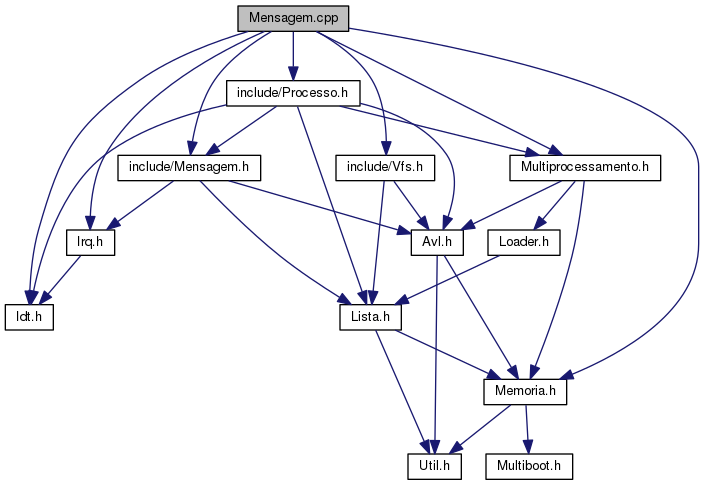 Mensagem.cpp
include/Processo.h
include/Mensagem.h
include/Vfs.h
Multiprocessamento.h
Irq.h
Avl.h
Loader.h
Idt.h
Lista.h
Memoria.h
Util.h
Multiboot.h